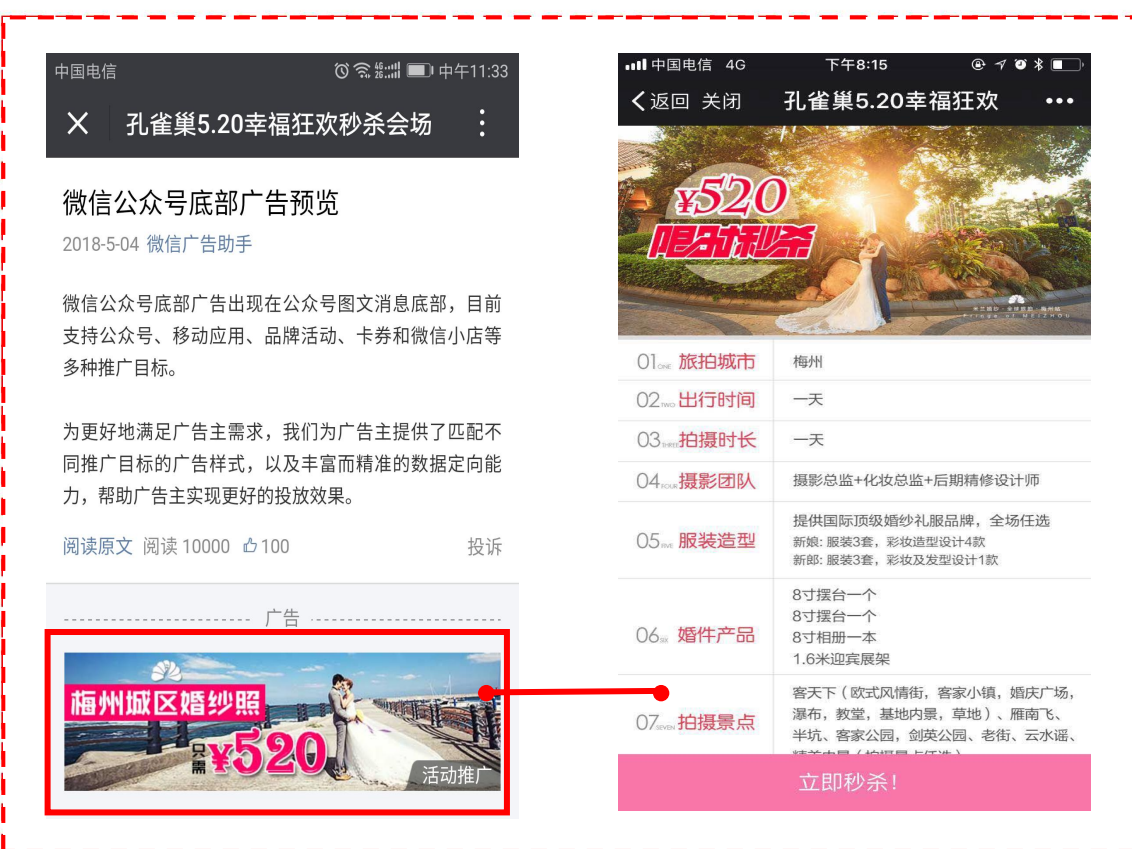 中国电信
中午11:33
孔雀巢5.20幸福狂欢秒杀会场
微信公众号底部广告预览
2018-5-04 微信广告助手
微信公众号底部广告出现在公众号图文消息底部，目前
支持公众号、移动应用、品牌活动、卡券和微信小店等
多种推广目标。
为更好地满足广告主需求，我们为广告主提供了匹配不
同推广目标的广告样式，以及丰富而精准的数据定向能
力，帮助广告主实现更好的投放效果。
阅读原文 阅读 10000 100 投诉
广告
梅州城区婚纱照
只需¥520
活动推广
中国电信 4G 下午8:15
返回 关闭 孔雀巢5.20幸福狂欢
¥520
限时秒杀
01 ONE 旅拍城市 梅州
02 TWO 出行时间 一天
03 THREE 拍摄时长 一天
04 FOUR 摄影团队 摄影总监+化妆总监+后期精修设计师
05 FIVE 服装造型 提供国际顶级婚纱礼服品牌，全场任选
新娘: 服装3套，彩妆造型设计4款
新郎: 服装3套，彩妆及发型设计1款
06 SIX 婚件产品 8寸摆台一个
8寸摆台一个
8寸相册一本
1.6米迎宾展架
07 SEVEN 拍摄景点 客天下（欧式风情街，客家小镇，婚庆广场，
瀑布，教堂，基地内景，草地）、雁南飞、
半坑、客家公园，剑英公园、老街、云水谣、
立即秒杀！